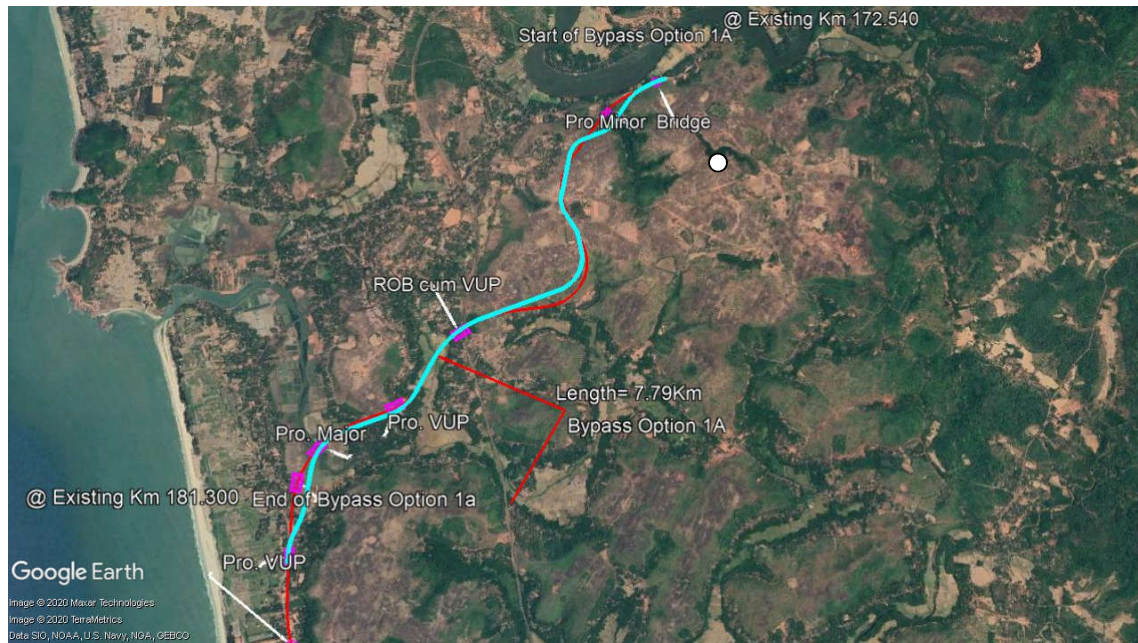 @ Existing Km 172.540
Start of Bypass Option 1A
Pro Minor Bridge
ROB cum VUP
Length= 7.79Km
Bypass Option 1A
Pro. VUP
Pro. Major
@ Existing Km 181.300
End of Bypass Option 1a
Pro. VUP
Google Earth
Image © 2020 Maxar Technologies
Image © 2020 TerraMetrics
Data SIO, NOAA, U.S. Navy, NGA, GEBCO